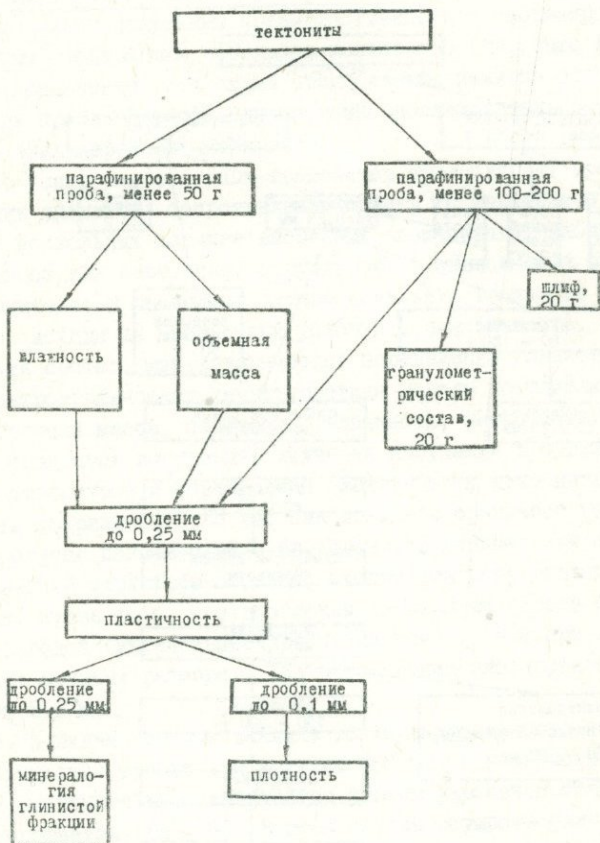 тектониты
парафинированная
проба, менее 50 г
парафинированная
проба, менее 100-200 г
шлиф,
20 г
влажность
объемная
масса
грануломет-
рический
состав,
20 г
дробление
до 0,25 мм
пластичность
дробление
до 0,25 мм
дробление
до 0,1 мм
минерало-
гия
глинистой
фракции
плотность